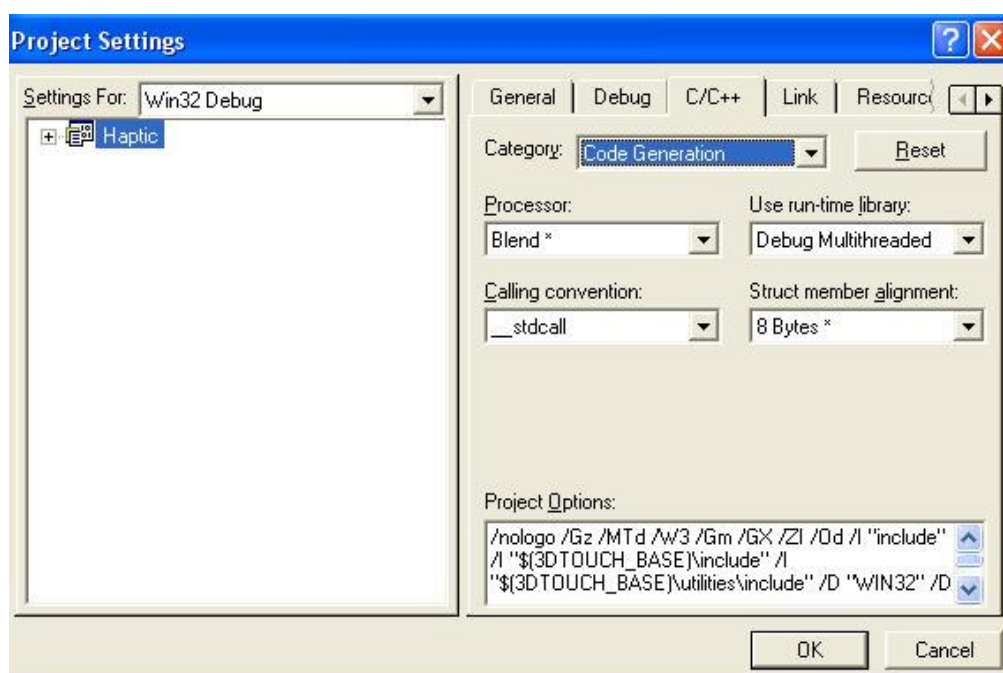 Project Settings
Settings For: Win32 Debug
Haptic
General Debug C/C++ Link
Category: Code Generation Reset
Processor: Use run-time library:
Blend * Debug Multithreaded
Calling convention: Struct member alignment:
__stdcall 8 Bytes *
Project Options:
/nologo /Gz /MTd /W3 /Gm /GX /ZI /Od /I "include"
/I "$(3DTOUCH_BASE)\include" /I
"$(3DTOUCH_BASE)\utilities\include" /D "WIN32" /D
OK Cancel